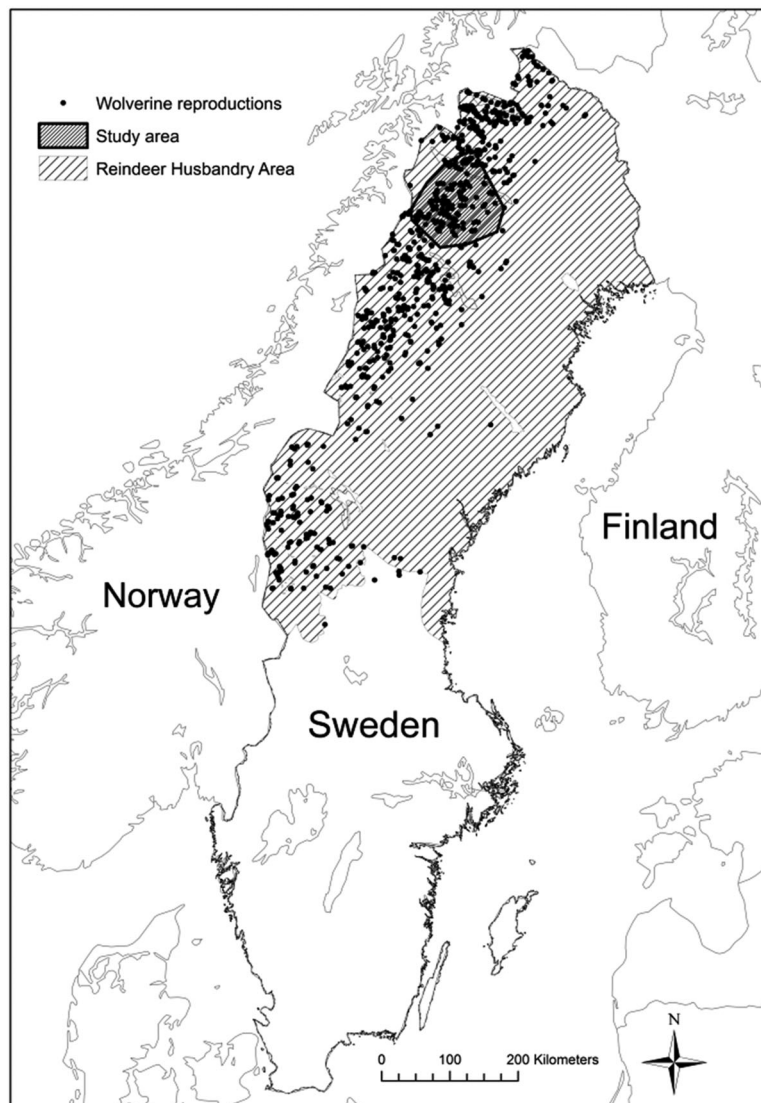 Wolverine reproductions
Study area
Reindeer Husbandry Area
Finland
Norway
Sweden
N
0 100 200 Kilometers